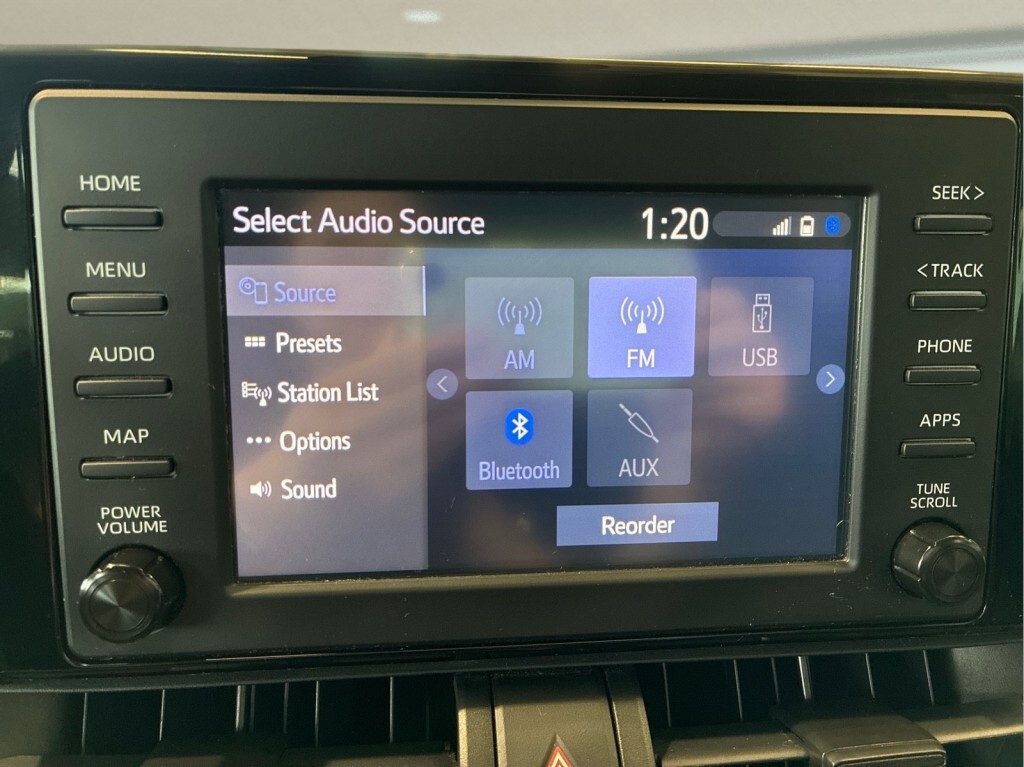 HOME
MENU
AUDIO
MAP
POWER
VOLUME
Select Audio Source
1:20
Source
Presets
Station List
Options
Sound
AM
FM
USB
Bluetooth
AUX
Reorder
SEEK >
< TRACK
PHONE
APPS
TUNE
SCROLL